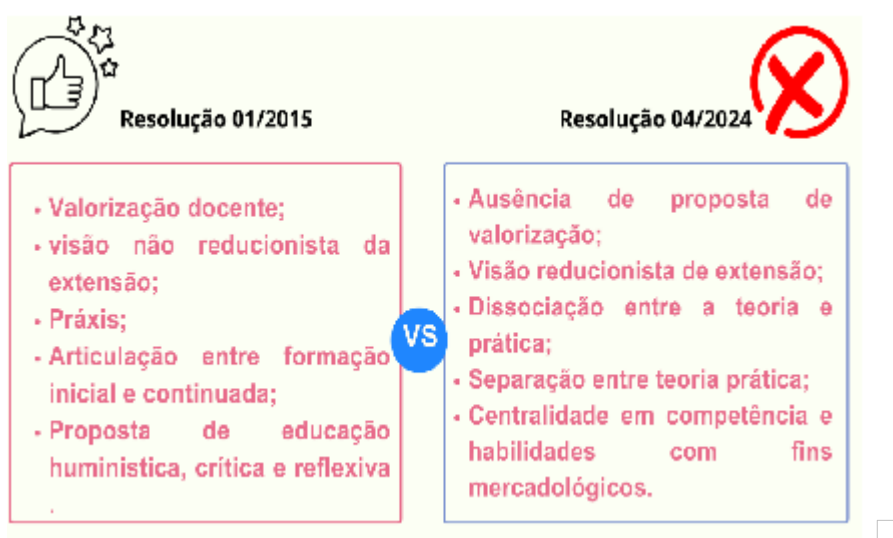 Resolução 01/2015
• Valorização docente;
• visão não reducionista da
extensão;
• Práxis;
• Articulação entre formação
inicial e continuada;
• Proposta de educação
huministica, crítica e reflexiva
.
VS
Resolução 04/2024
• Ausência de proposta de
valorização;
• Visão reducionista de extensão;
• Dissociação entre a teoria e
prática;
• Separação entre teoria prática;
• Centralidade em competência e
habilidades com fins
mercadológicos.